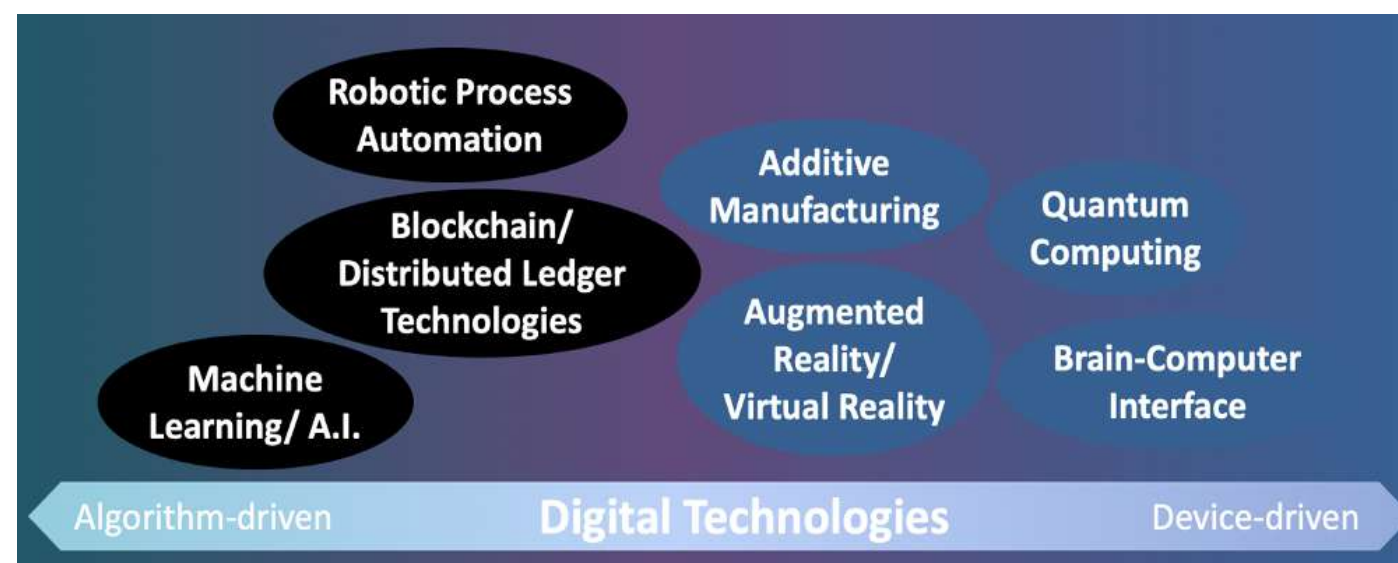 Robotic Process
Automation
Blockchain/
Distributed Ledger
Technologies
Machine
Learning/ A.I.
Additive
Manufacturing
Augmented
Reality/
Virtual Reality
Quantum
Computing
Brain-Computer
Interface
Algorithm-driven
Digital Technologies
Device-driven